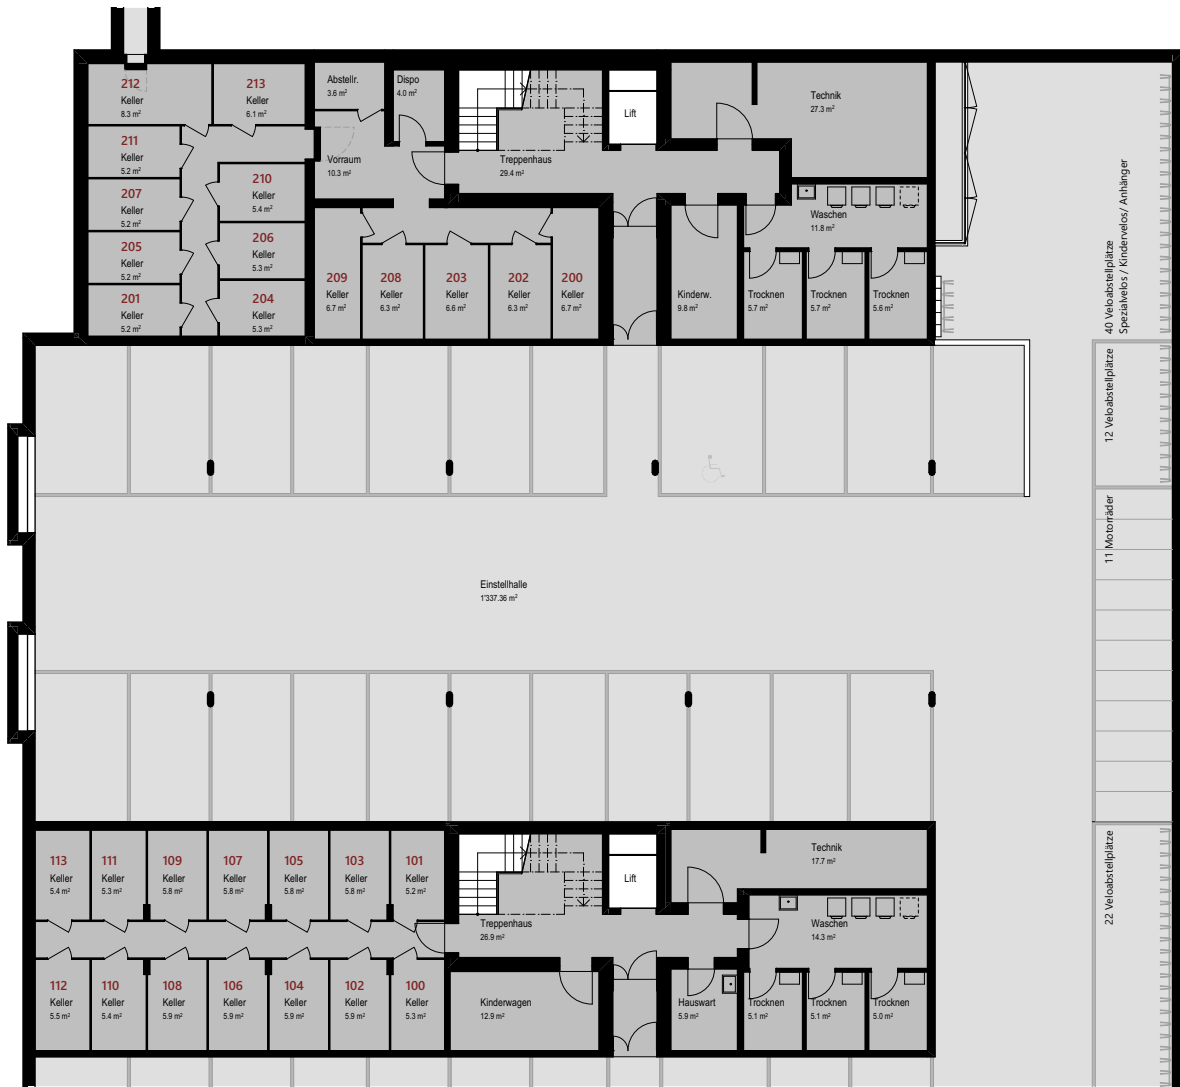 212
Keller
8.3 m²
213
Keller
6.1 m²
Abstellr.
3.6 m²
Dispo
4.0 m²
Lift
Technik
27.3 m²
211
Keller
5.2 m²
Vorraum
10.3 m²
Treppenhaus
29.4 m²
210
Keller
5.4 m²
207
Keller
5.2 m²
Waschen
11.8 m²
206
Keller
5.3 m²
205
Keller
5.2 m²
201
Keller
5.2 m²
204
Keller
5.3 m²
209
Keller
6.7 m²
208
Keller
6.3 m²
203
Keller
6.6 m²
202
Keller
6.3 m²
200
Keller
6.7 m²
Kinderw.
9.8 m²
Trocknen
5.7 m²
Trocknen
5.7 m²
Trocknen
5.6 m²
40 Veloabstellplätze
Spezialvelos / Kindervelos/ Anhänger
12 Veloabstellplätze
11 Motorräder
Einstellhalle
1'337.36 m²
113
Keller
5.4 m²
111
Keller
5.3 m²
109
Keller
5.8 m²
107
Keller
5.8 m²
105
Keller
5.8 m²
103
Keller
5.8 m²
101
Keller
5.2 m²
Lift
Technik
17.7 m²
Treppenhaus
26.9 m²
Waschen
14.3 m²
22 Veloabstellplätze
112
Keller
5.5 m²
110
Keller
5.4 m²
108
Keller
5.9 m²
106
Keller
5.9 m²
104
Keller
5.9 m²
102
Keller
5.9 m²
100
Keller
5.3 m²
Kinderwagen
12.9 m²
Hauswart
5.9 m²
Trocknen
5.1 m²
Trocknen
5.1 m²
Trocknen
5.0 m²